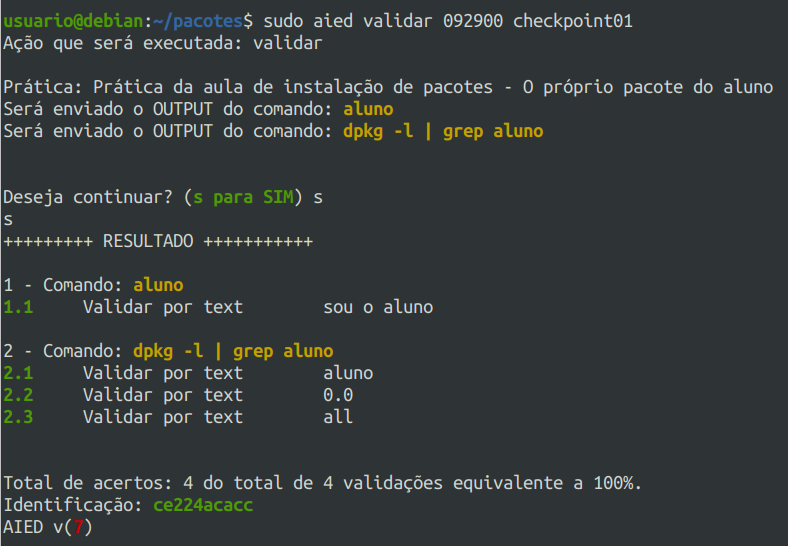 usuario@debian:~/pacotes$ sudo aied validar 092900 checkpoint01
Ação que será executada: validar
Prática: Prática da aula de instalação de pacotes - O próprio pacote do aluno
Será enviado o OUTPUT do comando: aluno
Será enviado o OUTPUT do comando: dpkg -l | grep aluno
Deseja continuar? (s para SIM) s
s
+++++++++ RESULTADO +++++++++++
1 - Comando: aluno
1.1 Validar por text sou o aluno
2 - Comando: dpkg -l | grep aluno
2.1 Validar por text aluno
2.2 Validar por text 0.0
2.3 Validar por text all
Total de acertos: 4 do total de 4 validações equivalente a 100%.
Identificação: ce224acacc
AIED v(7)